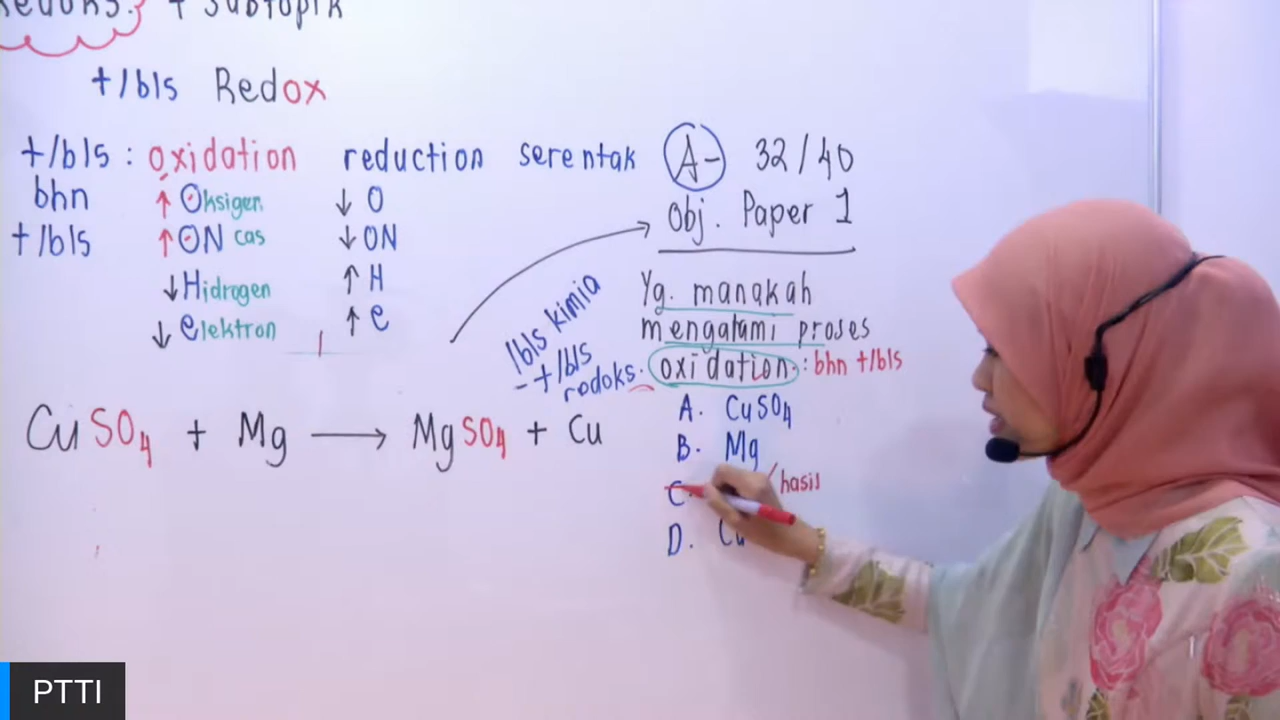 + Subtopik
t/bls Redox
t/bls : oxidation reduction serentak
bhn ↑ Oksigen ↓ O
t/bls ↑ ON cas ↓ ON
↓ Hidrogen ↑ H
↓ elektron ↑ e
A- 32/40
Obj. Paper 1
Yg. manakah
mengalami proses
oxidation : bhn t/bls
A. CuSO4
B. Mg
C. hasil
D. Cu
t/bls kimia
- t/bls
redoks.
CuSO4 + Mg → MgSO4 + Cu
PTTI